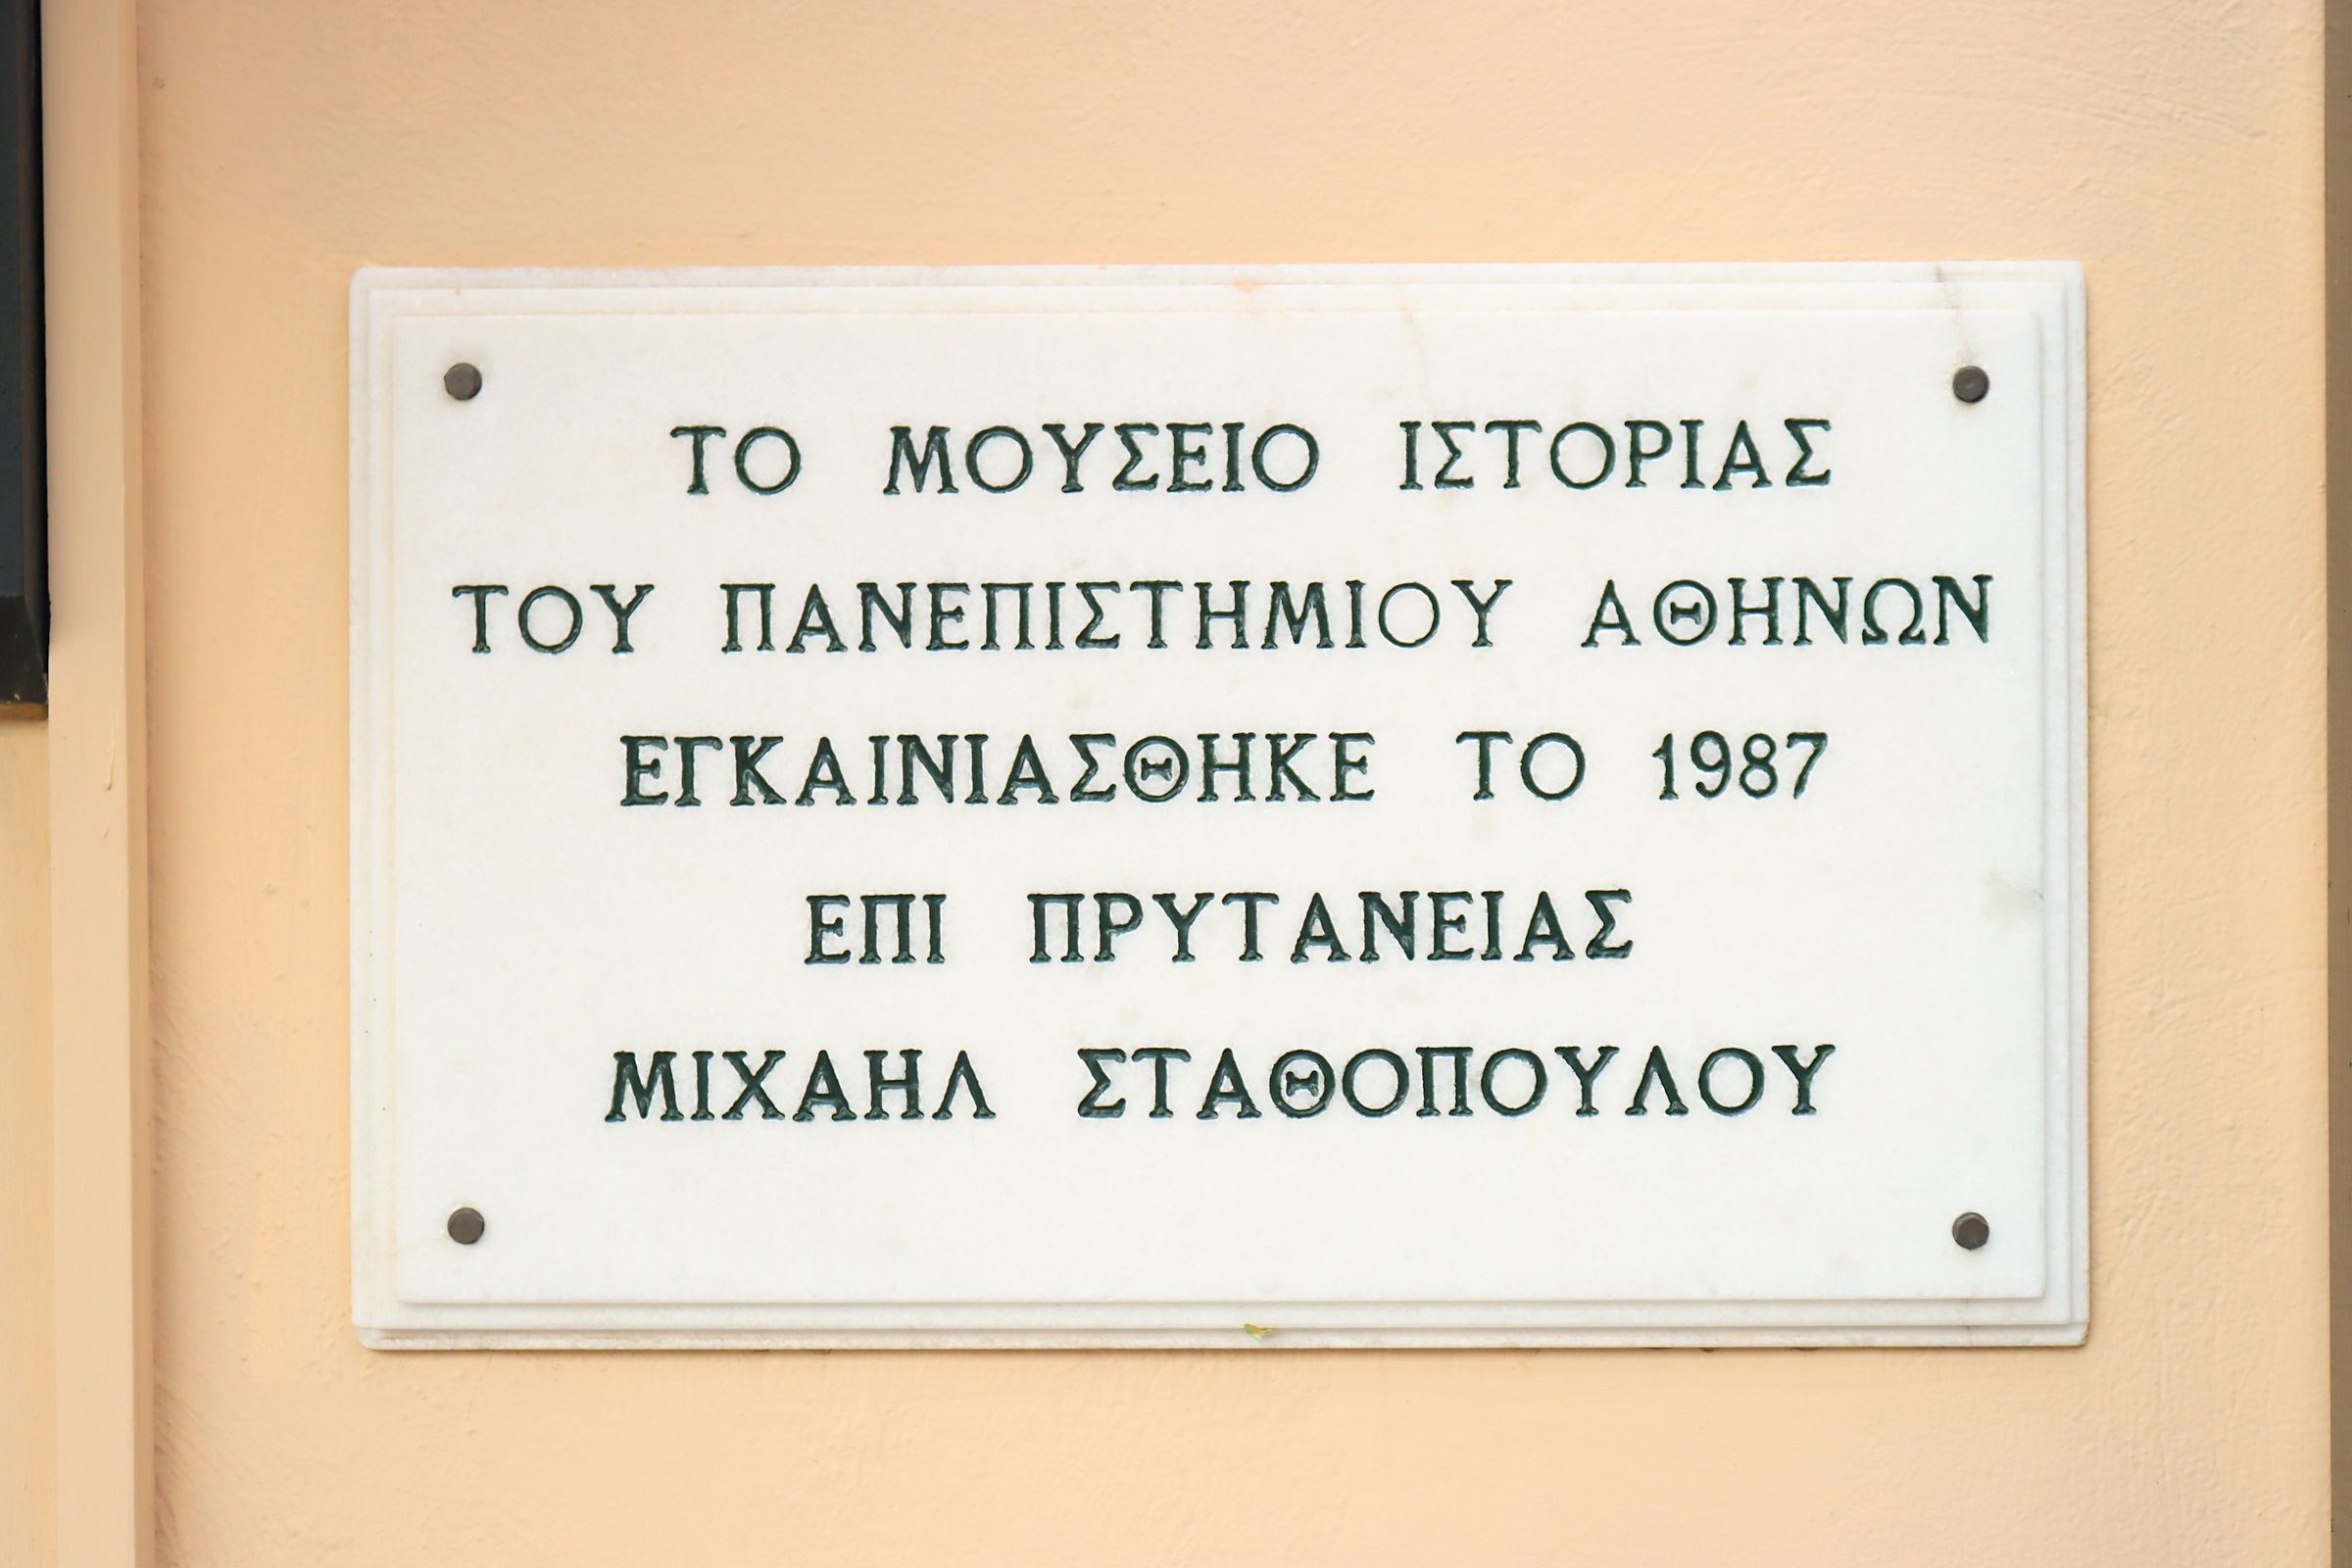 ΤΟ ΜΟΥΣΕΙΟ ΙΣΤΟΡΙΑΣ
ΤΟΥ ΠΑΝΕΠΙΣΤΗΜΙΟΥ ΑΘΗΝΩΝ
ΕΓΚΑΙΝΙΑΣΘΗΚΕ ΤΟ 1987
ΕΠΙ ΠΡΥΤΑΝΕΙΑΣ
ΜΙΧΑΗΛ ΣΤΑΘΟΠΟΥΛΟΥ